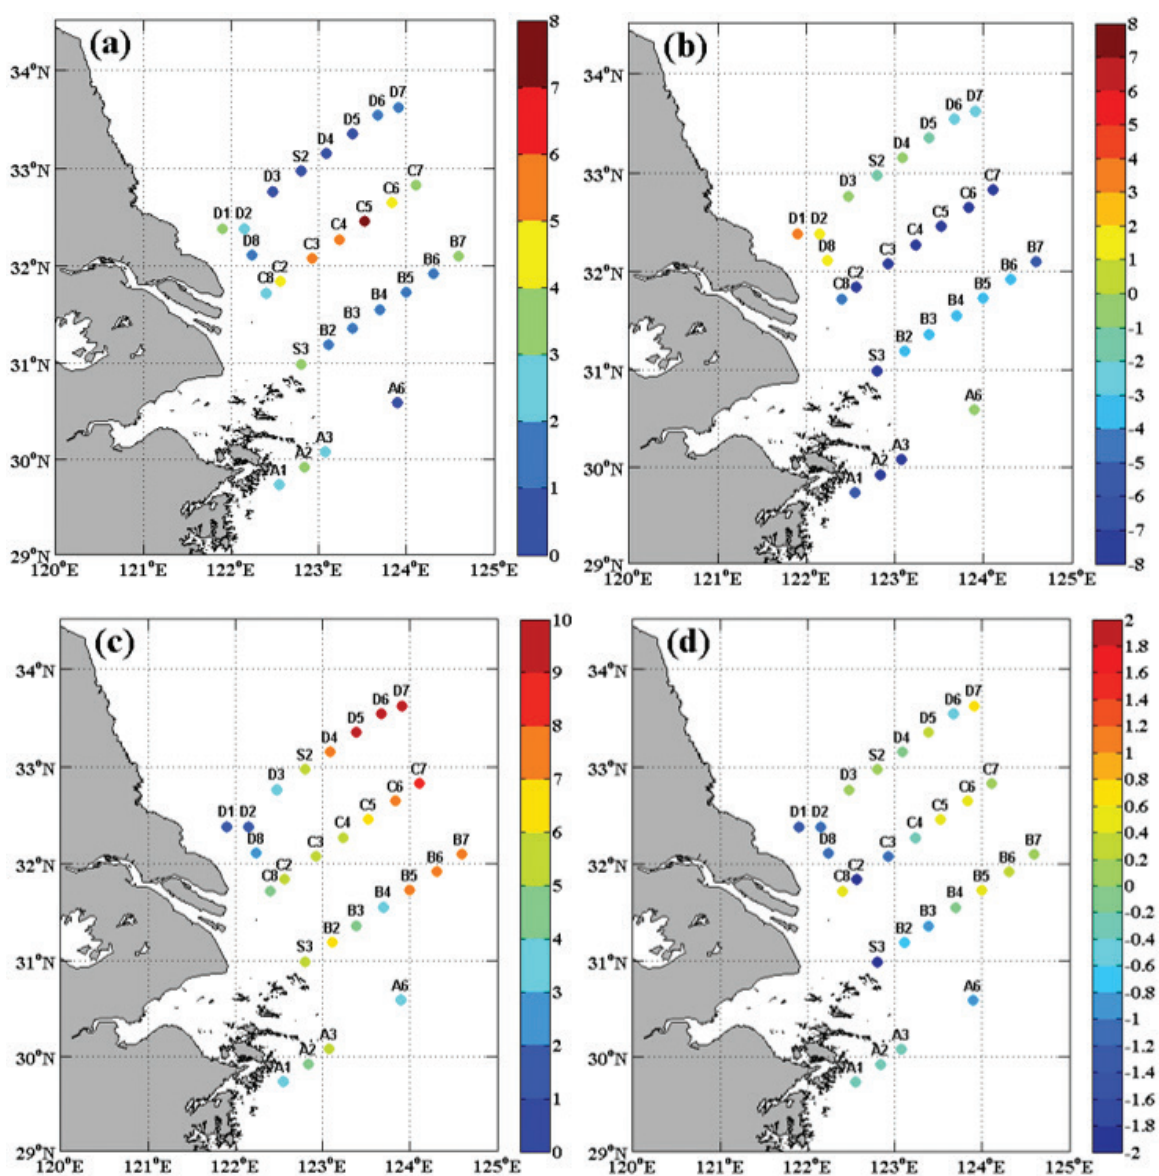 (a)
34°N
33°N
32°N
31°N
30°N
29°N
120°E 121°E 122°E 123°E 124°E 125°E
D1 D2 D8 D3 S2 D4 D5 D6 D7
C8 C2 C3 C4 C5 C6 C7
S3 B2 B3 B4 B5 B6 B7
A1 A2 A3 A6
8
7
6
5
4
3
2
1
0
(b)
34°N
33°N
32°N
31°N
30°N
29°N
120°E 121°E 122°E 123°E 124°E 125°E
D1 D2 D8 D3 S2 D4 D5 D6 D7
C8 C2 C3 C4 C5 C6 C7
S3 B2 B3 B4 B5 B6 B7
A1 A2 A3 A6
8
7
6
5
4
3
2
1
0
-1
-2
-3
-4
-5
-6
-7
-8
(c)
34°N
33°N
32°N
31°N
30°N
29°N
120°E 121°E 122°E 123°E 124°E 125°E
D1 D2 D8 D3 S2 D4 D5 D6 D7
C8 C2 C3 C4 C5 C6 C7
S3 B2 B3 B4 B5 B6 B7
A1 A2 A3 A6
10
9
8
7
6
5
4
3
2
1
0
(d)
34°N
33°N
32°N
31°N
30°N
29°N
120°E 121°E 122°E 123°E 124°E 125°E
D1 D2 D8 D3 S2 D4 D5 D6 D7
C8 C2 C3 C4 C5 C6 C7
S3 B2 B3 B4 B5 B6 B7
A1 A2 A3 A6
2
1.8
1.6
1.4
1.2
1
0.8
0.6
0.4
0.2
0
-0.2
-0.4
-0.6
-0.8
-1
-1.2
-1.4
-1.6
-1.8
-2